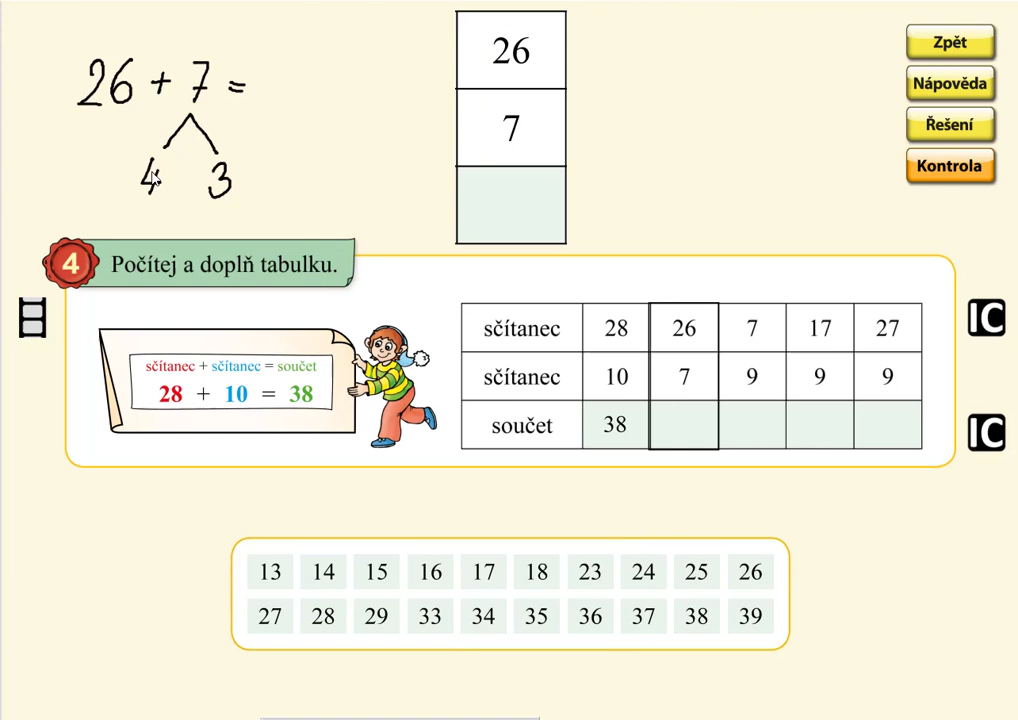 26 + 7 =
4 3
26
7
Zpět
Nápověda
Řešení
Kontrola
4 Počítej a doplň tabulku.
sčítanec + sčítanec = součet
28 + 10 = 38
sčítanec 28 26 7 17 27
sčítanec 10 7 9 9 9
součet 38
IC
IC
13 14 15 16 17 18 23 24 25 26
27 28 29 33 34 35 36 37 38 39